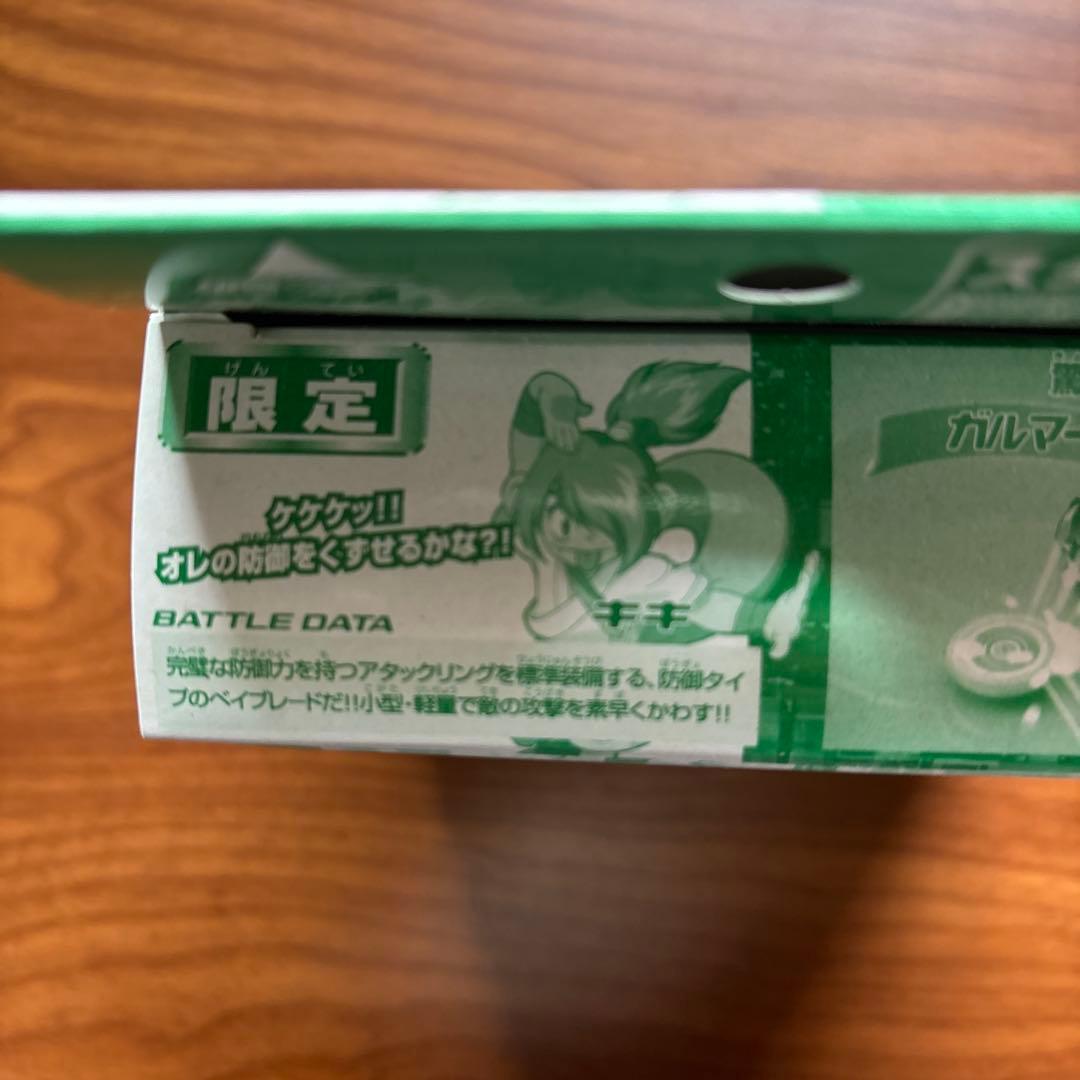 限定
げんてい
ケケケッ!!
オレの防御をくずせるかな?!
キキ
BATTLE DATA
完璧な防御力を持つアタックリングを標準装備する、防御タイ
プのベイブレードだ!!小型・軽量で敵の攻撃を素早くかわす!!
ガルマー